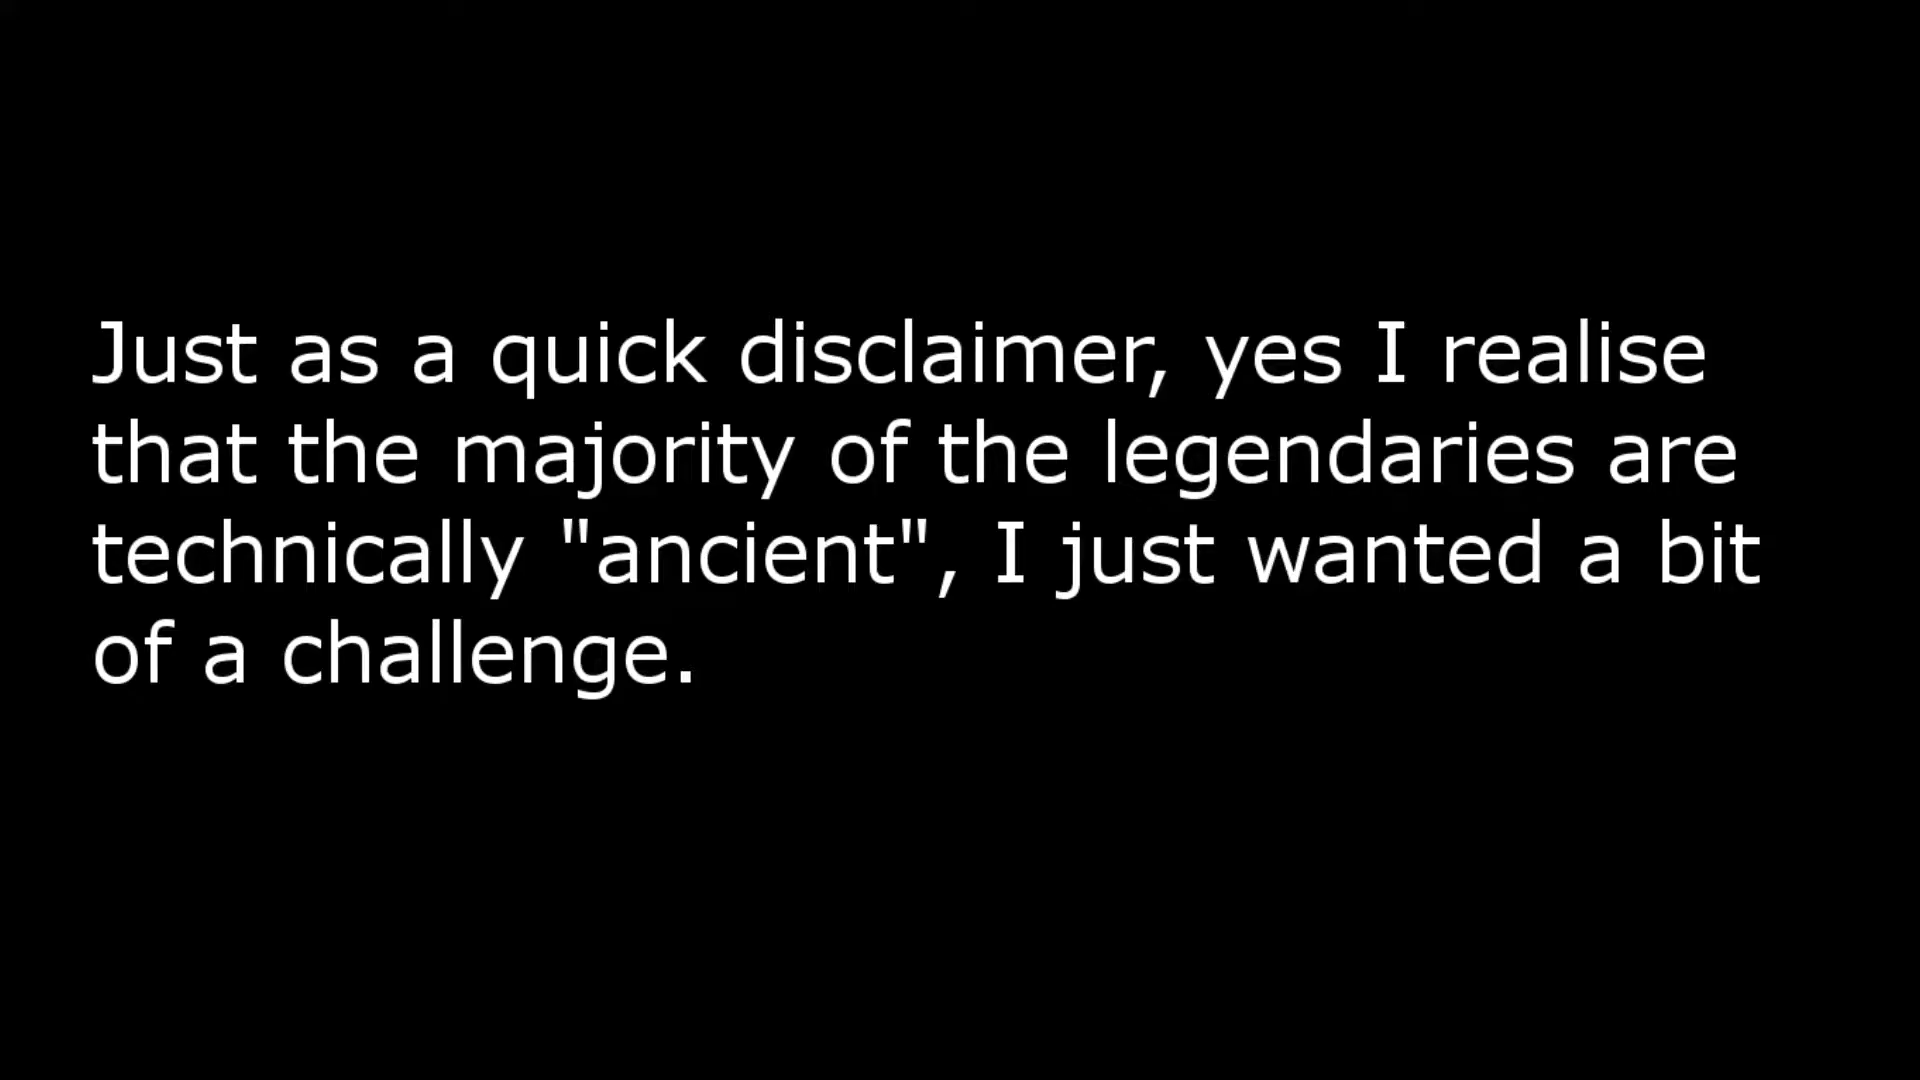 Just as a quick disclaimer, yes I realise
that the majority of the legendaries are
technically "ancient", I just wanted a bit
of a challenge.